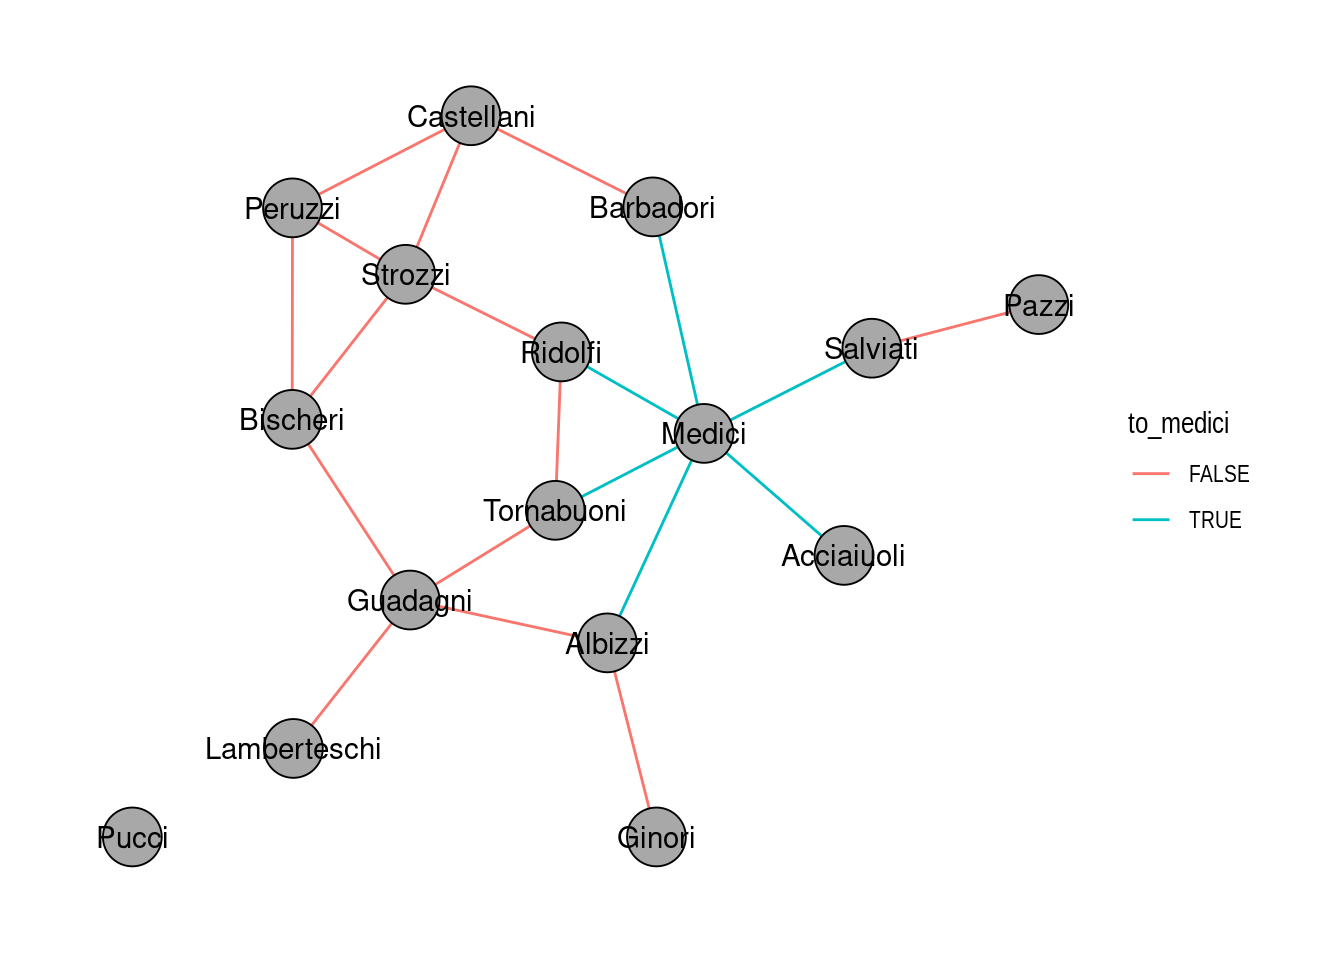 Castellani
Peruzzi
Barbadori
Strozzi
Pazzi
Ridolfi
Salviati
Bischeri
Medici
to_medici
FALSE
TRUE
Tornabuoni
Acciaiuoli
Guadagni
Albizzi
Lamberteschi
Pucci
Ginori